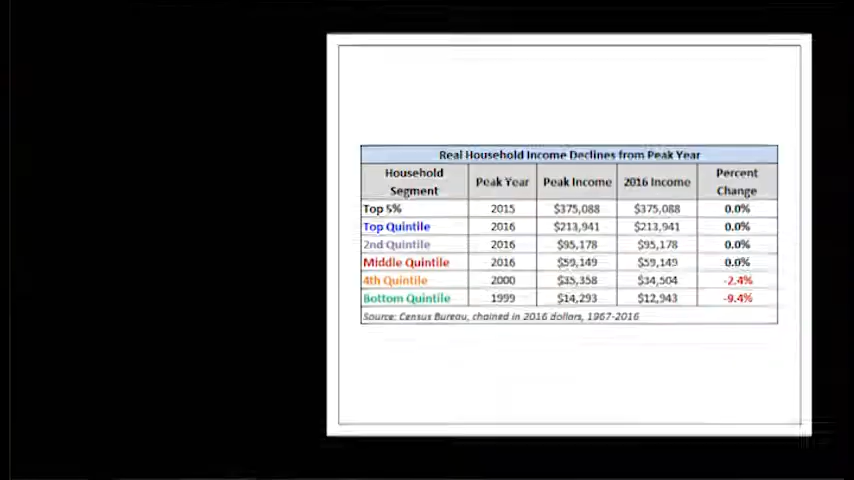 Real Household Income Declines from Peak Year
Household Segment Peak Year Peak Income 2016 Income Percent Change
Top 5% 2015 $375,088 $375,088 0.0%
Top Quintile 2016 $213,941 $213,941 0.0%
2nd Quintile 2016 $95,178 $95,178 0.0%
Middle Quintile 2016 $59,149 $59,149 0.0%
4th Quintile 2000 $35,358 $34,504 -2.4%
Bottom Quintile 1999 $14,293 $12,943 -9.4%
Source: Census Bureau, chained in 2016 dollars, 1967-2016